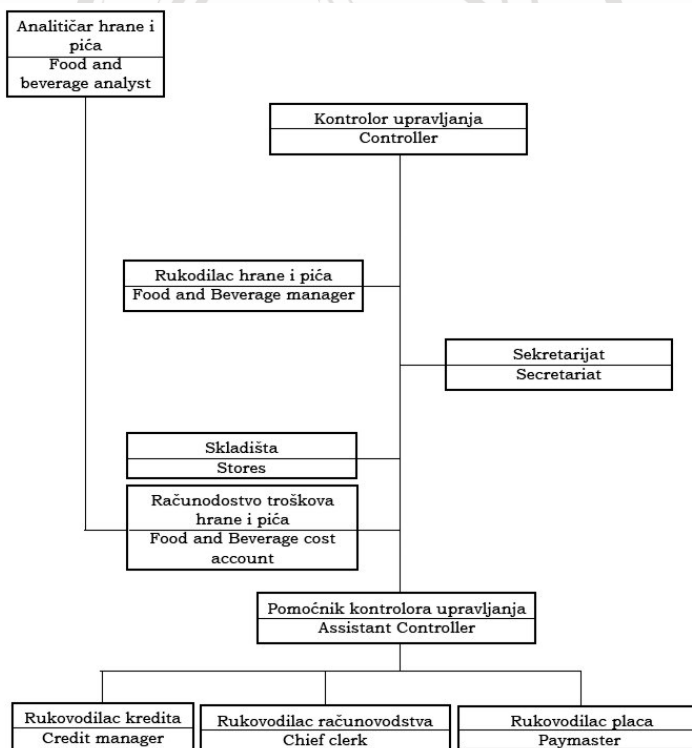 Analitičar hrane i
pića
Food and
beverage analyst
Kontrolor upravljanja
Controller
Rukodilac hrane i pića
Food and Beverage manager
Sekretarijat
Secretariat
Skladišta
Stores
Računodostvo troškova
hrane i pića
Food and Beverage cost
account
Pomoćnik kontrolora upravljanja
Assistant Controller
Rukovodilac kredita
Credit manager
Rukovodilac računovodstva
Chief clerk
Rukovodilac placa
Paymaster